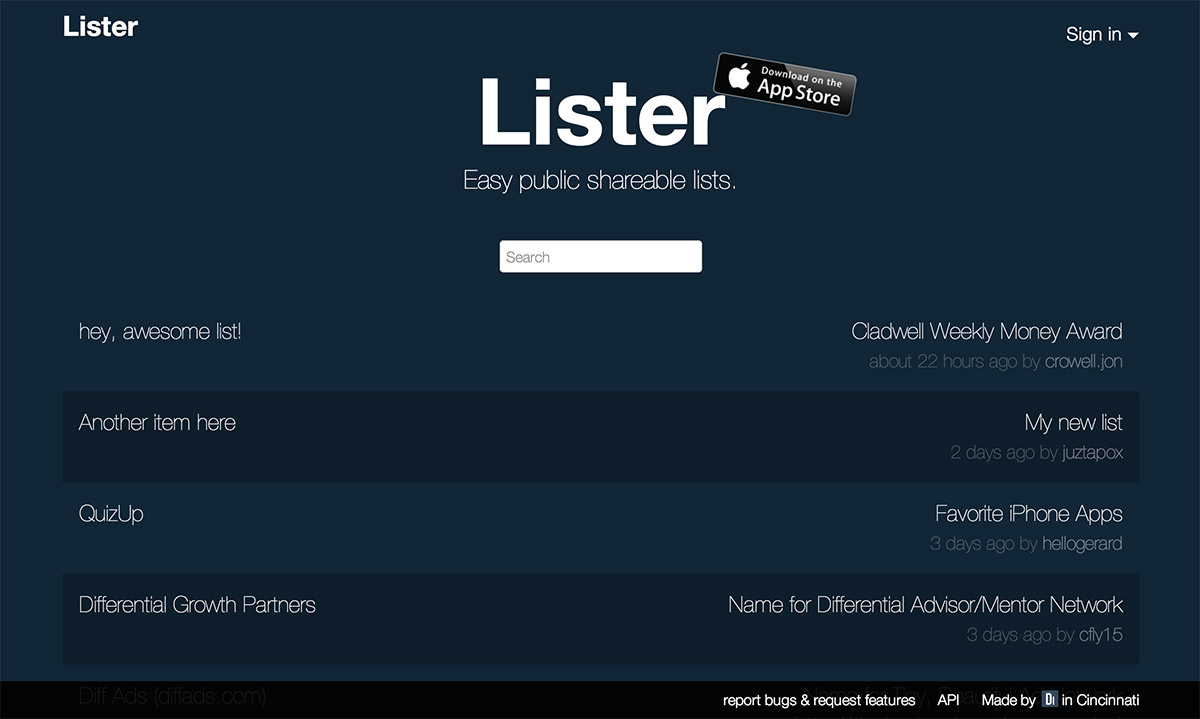 Lister
Sign in
Download on the
App Store
Lister
Easy public shareable lists.
Search
hey, awesome list!
Cladwell Weekly Money Award
about 22 hours ago by crowell.jon
Another item here
My new list
2 days ago by juztapox
QuizUp
Favorite iPhone Apps
3 days ago by hellogerard
Differential Growth Partners
Name for Differential Advisor/Mentor Network
3 days ago by cfly15
Diff Ads (diffads.com)
report bugs & request features
API
Made by Di in Cincinnati